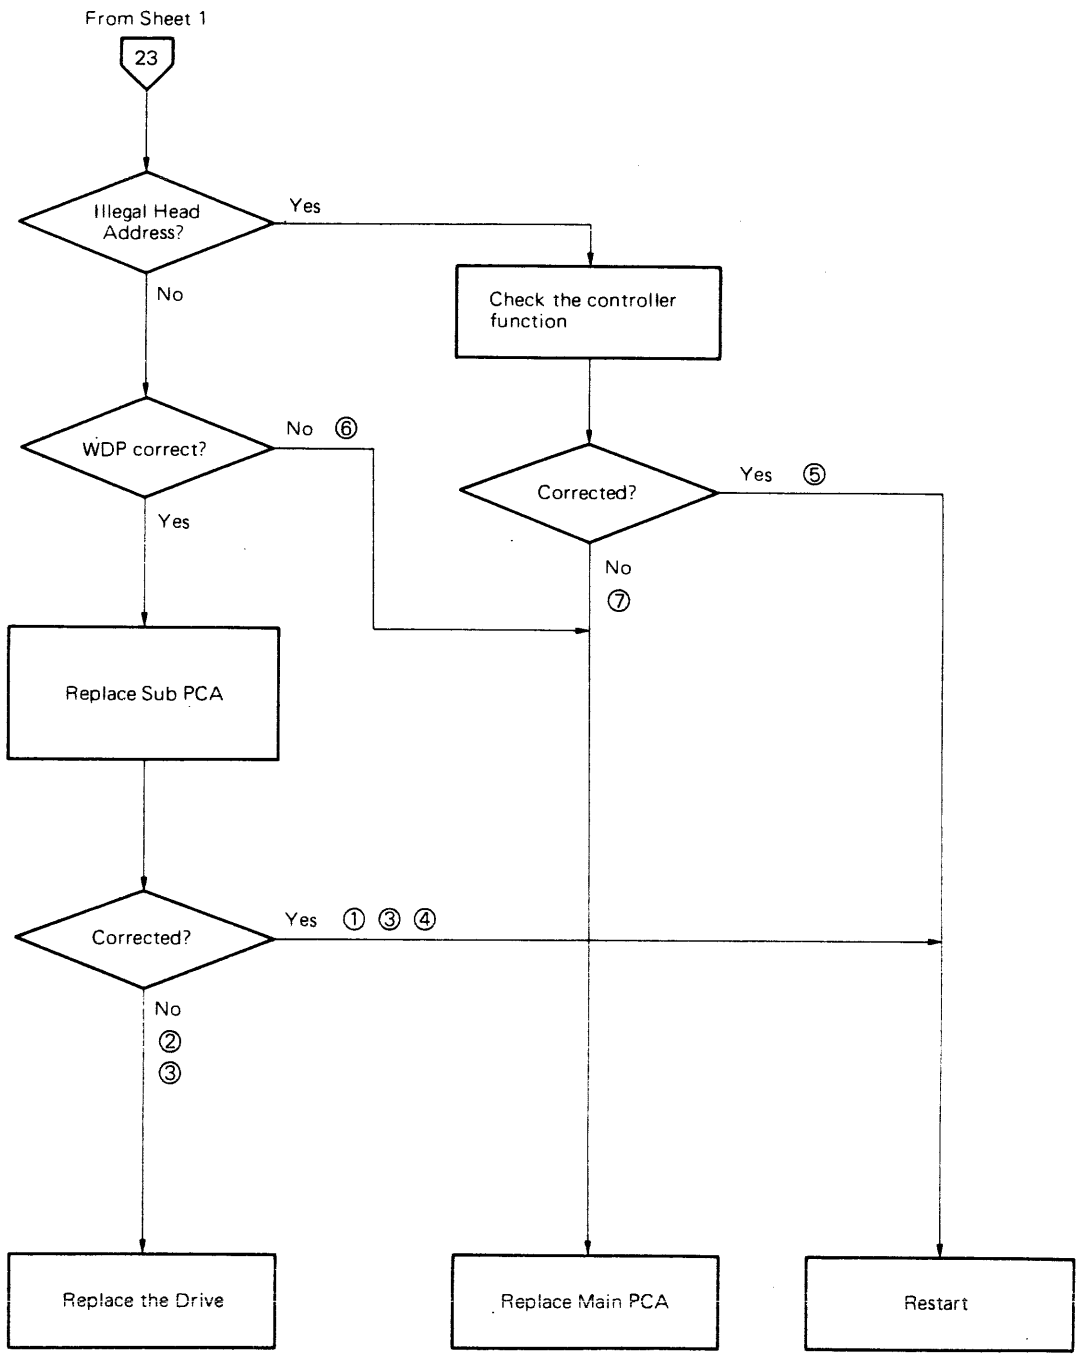 From Sheet 1
23
Illegal Head
Address?
Yes
No
Check the controller
function
WDP correct?
No ⑥
Yes
Corrected?
Yes ⑤
No
⑦
Replace Sub PCA
Corrected?
Yes ① ③ ④
No
②
③
Replace the Drive
Replace Main PCA
Restart